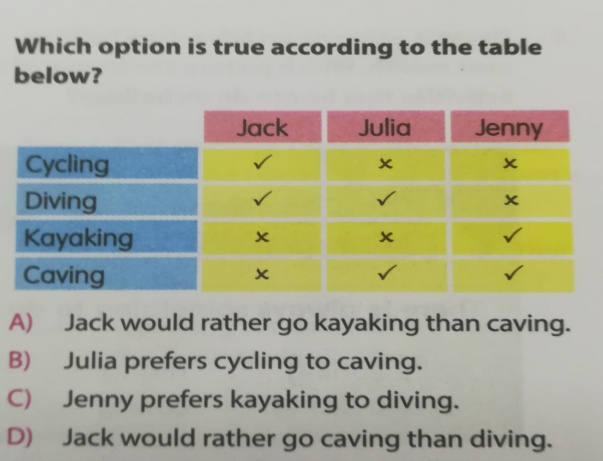 Which option is true according to the table
below?
Jack Julia Jenny
Cycling ✓ × ×
Diving ✓ ✓ ×
Kayaking × × ✓
Caving × ✓ ✓
A) Jack would rather go kayaking than caving.
B) Julia prefers cycling to caving.
C) Jenny prefers kayaking to diving.
D) Jack would rather go caving than diving.